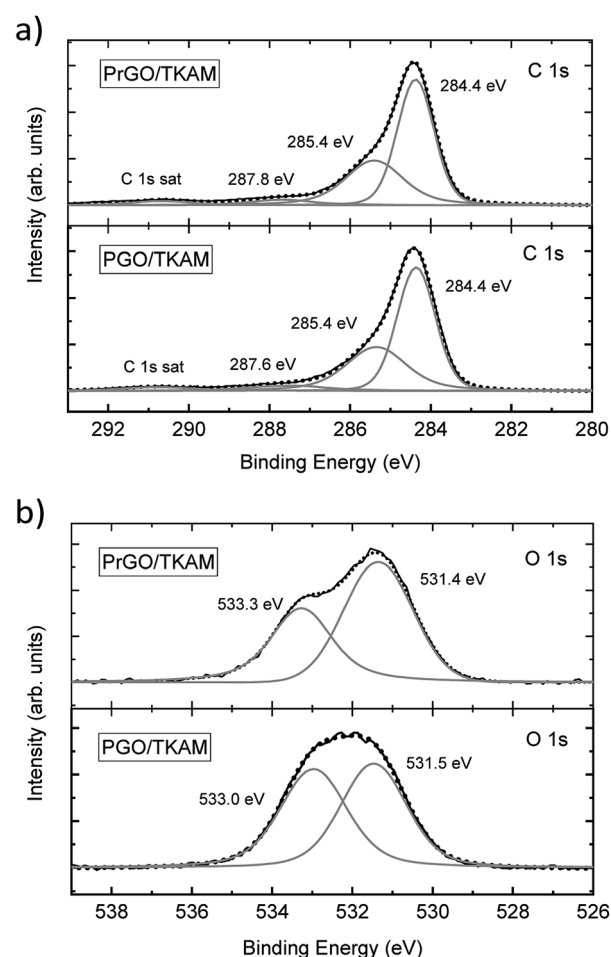 a)
PrGO/TKAM
C 1s
284.4 eV
285.4 eV
C 1s sat
287.8 eV
PGO/TKAM
C 1s
284.4 eV
285.4 eV
C 1s sat
287.6 eV
Intensity (arb. units)
292 290 288 286 284 282 280
Binding Energy (eV)
b)
PrGO/TKAM
O 1s
533.3 eV
531.4 eV
PGO/TKAM
O 1s
533.0 eV
531.5 eV
Intensity (arb. units)
538 536 534 532 530 528 526
Binding Energy (eV)